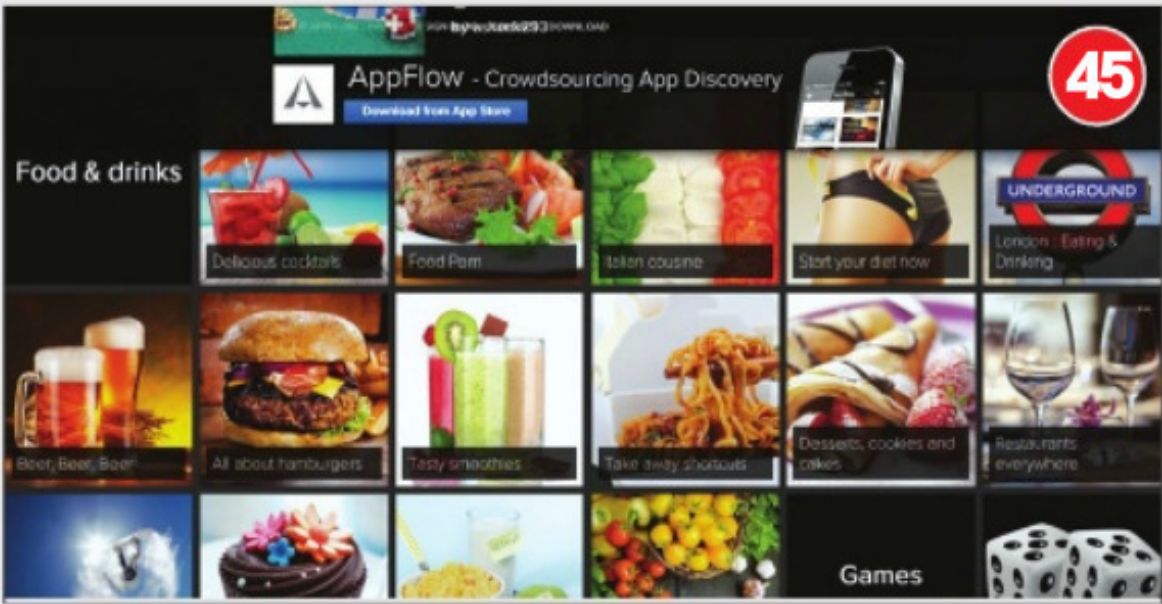 DOWNLOAD
AppFlow - Crowdsourcing App Discovery
45
Download from App Store
Food & drinks
UNDERGROUND
Delicious cocktails
Food Porn
Italian cousine
Start your diet now
London : Eating &
Drinking
Beer, Beer, Beer
All about hamburgers
Tasty smoothies
Take away shortcuts
Desserts, cookies and
cakes
Restaurants
everywhere
Games